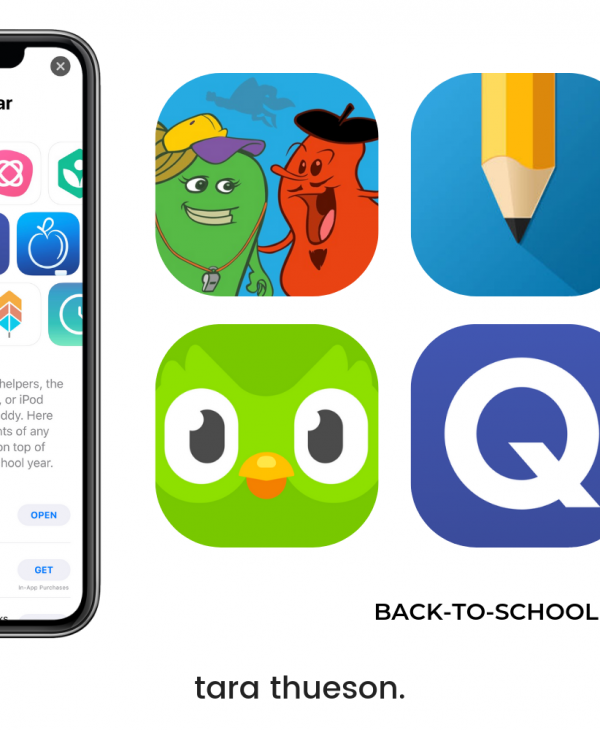 ar
helpers, the
, or iPod
ddy. Here
nts of any
on top of
hool year.
OPEN
GET
In-App Purchases
BACK-TO-SCHOOL
tara thueson.